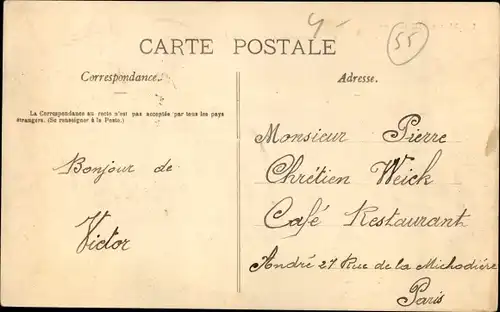 4-
55
CARTE POSTALE
Correspondance.
Adresse.
La Correspondance au recto n'est pas acceptée par tous les pays
étrangers. (Se renseigner à la Poste.)
Bonjour de
Victor
Monsieur Pierre
Chrétien Weick
Café Restaurant
André 27 Rue de la Michodière
Paris